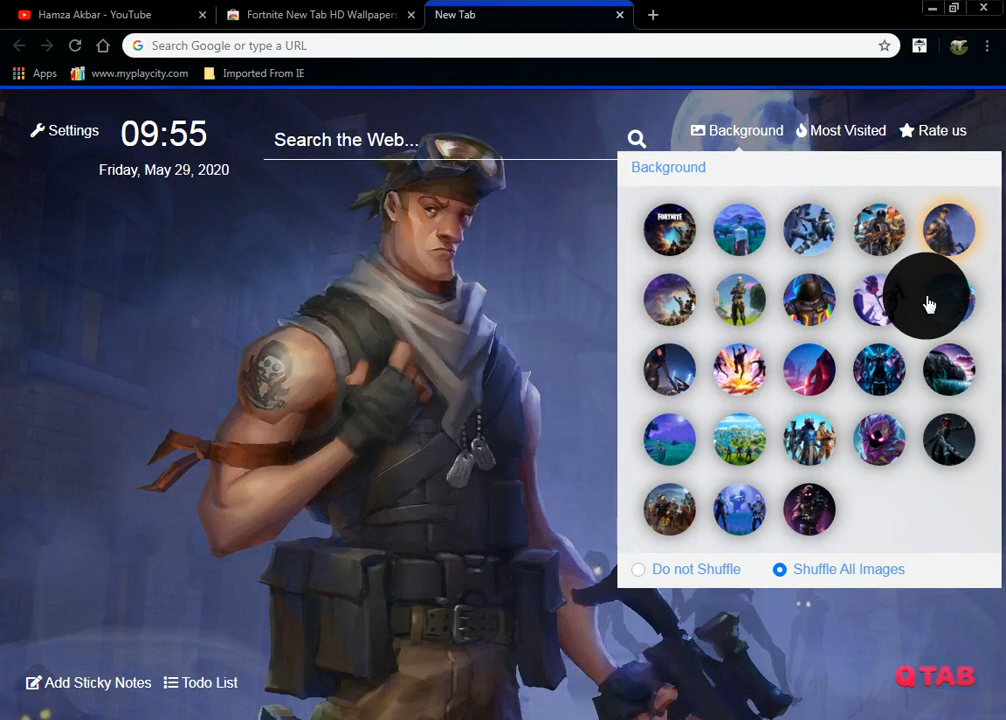 Hamza Akbar - YouTube
Fortnite New Tab HD Wallpapers
New Tab
Search Google or type a URL
Apps
www.myplaycity.com
Imported From IE
Settings
09:55
Search the Web...
Background
Most Visited
Rate us
Friday, May 29, 2020
Background
FORTNITE
Do not Shuffle
Shuffle All Images
Add Sticky Notes
Todo List
QTAB